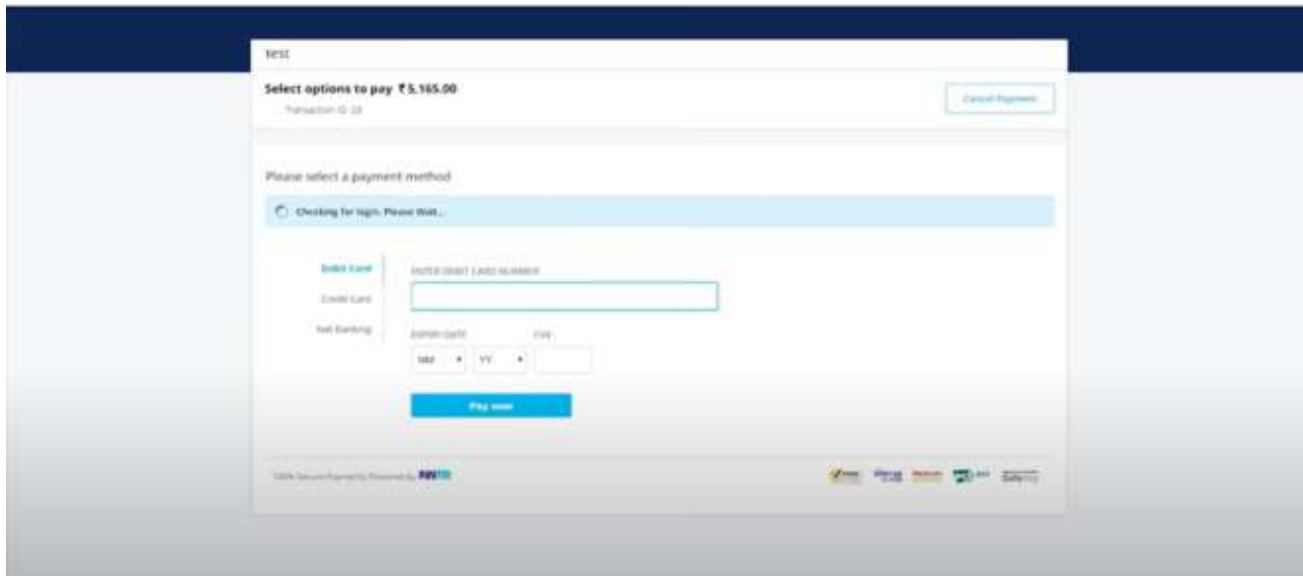 test
Select options to pay ₹ 5,165.00
Cancel Payment
Transaction ID 28
Please select a payment method
Checking for login. Please Wait...
Debit Card
Credit Card
Net Banking
ENTER DEBIT CARD NUMBER
EXPIRY DATE CVV
MM YY
Pay now
100% Secure Payments Powered by Paytm